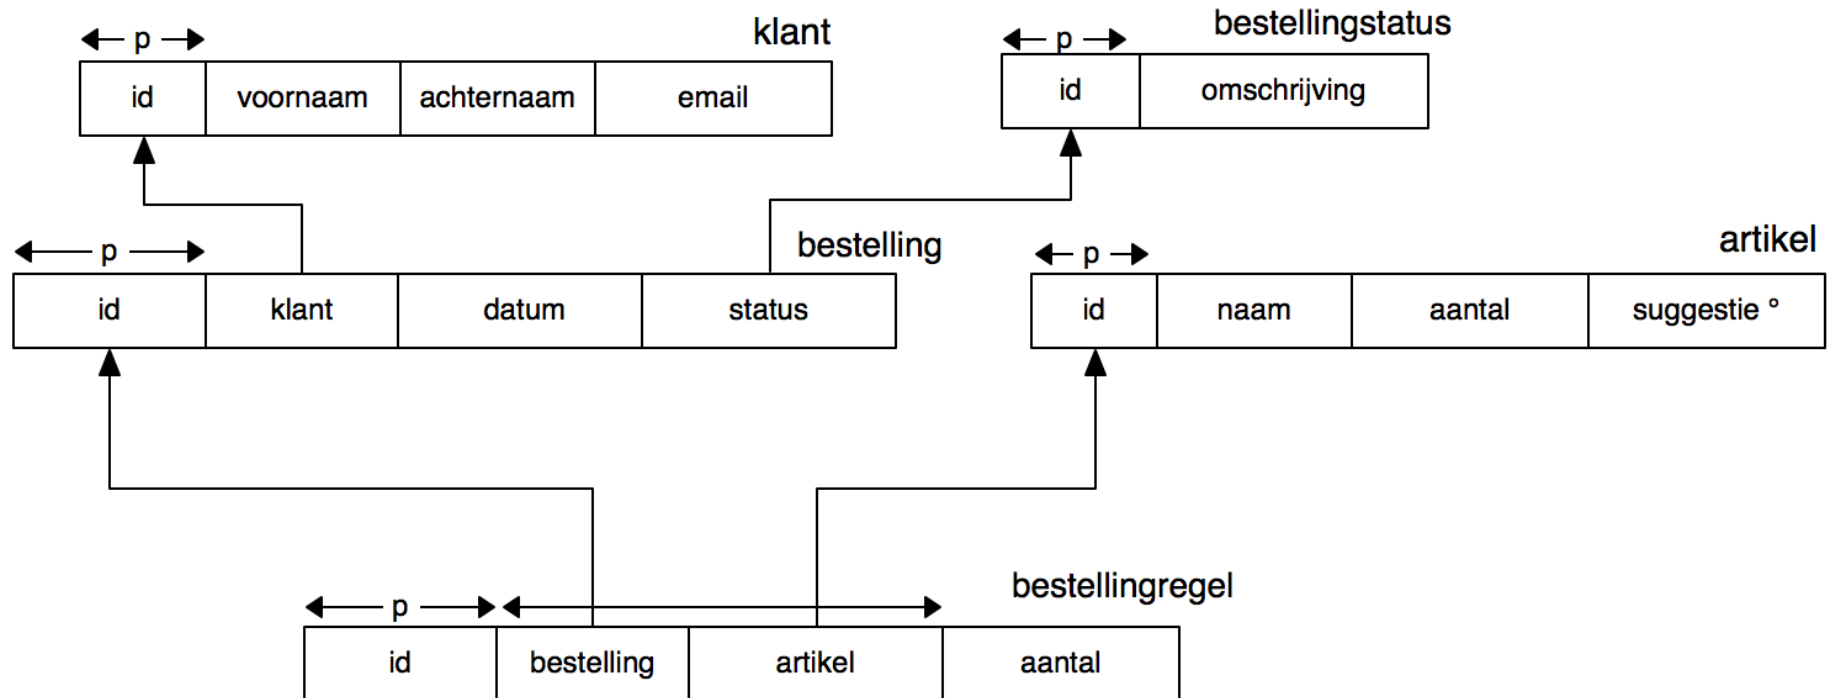 klant
p
id voornaam achternaam email
bestellingstatus
p
id omschrijving
bestelling
p
id klant datum status
artikel
p
id naam aantal suggestie °
bestellingregel
p
id bestelling artikel aantal